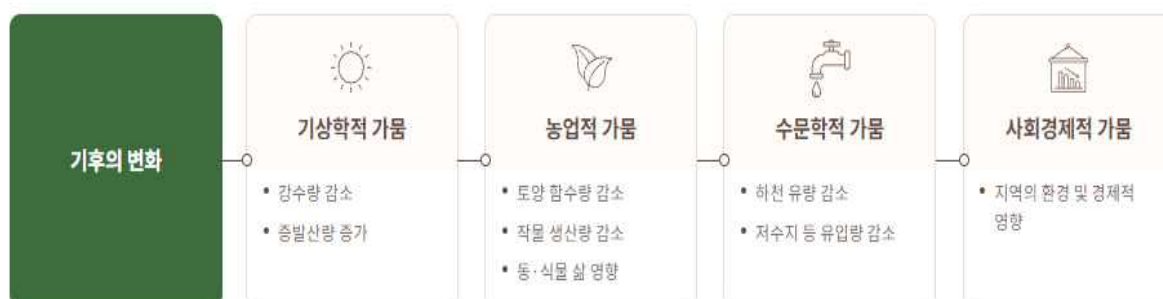 기후의 변화
기상학적 가뭄
• 강수량 감소
• 증발산량 증가
농업적 가뭄
• 토양 함수량 감소
• 작물 생산량 감소
• 동·식물 삶 영향
수문학적 가뭄
• 하천 유량 감소
• 저수지 등 유입량 감소
사회경제적 가뭄
• 지역의 환경 및 경제적
영향